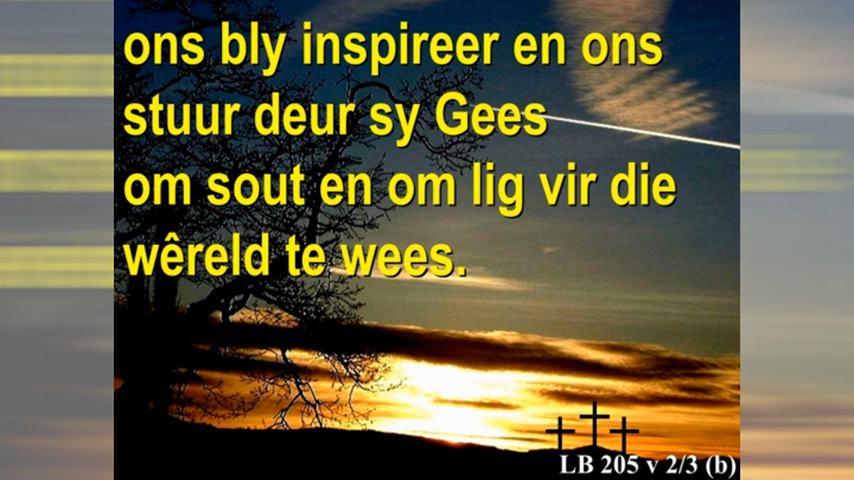 ons bly inspireer en ons
stuur deur sy Gees
om sout en om lig vir die
wêreld te wees.
LB 205 v 2/3 (b)